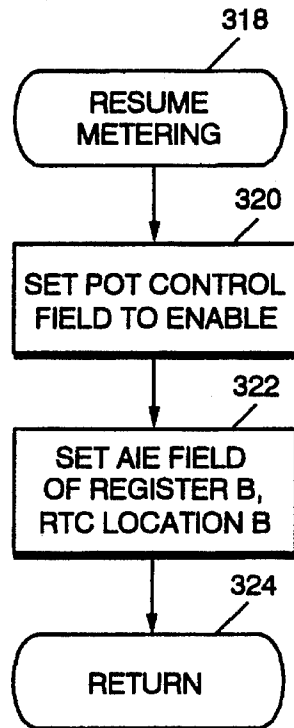 318
RESUME
METERING
320
SET POT CONTROL
FIELD TO ENABLE
322
SET AIE FIELD
OF REGISTER B,
RTC LOCATION B
324
RETURN